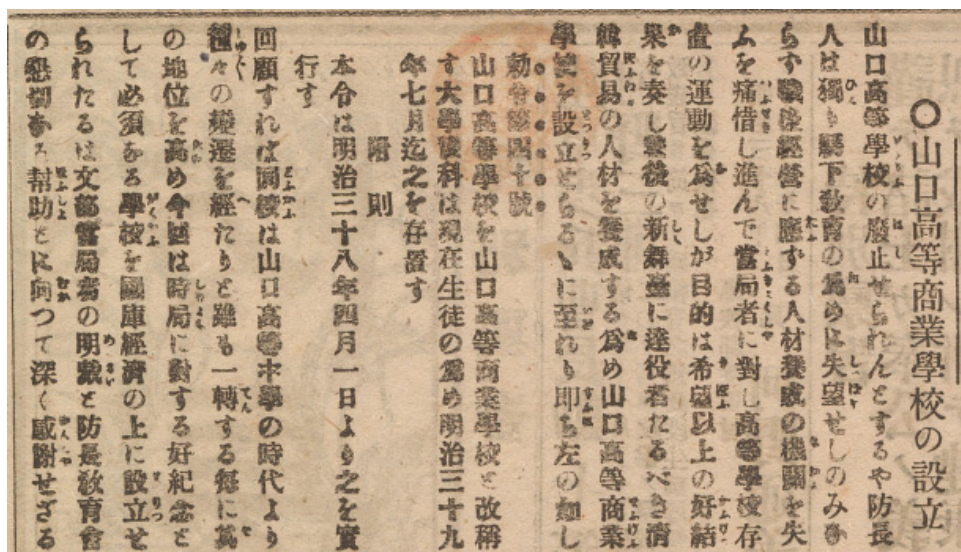 ○山口高等商業學校の設立
山口高等學校の廢止せられんとするや防長
人は獨り縣下敎育の爲めに失望せしのみな
らす戰後經營に應ずる人材養成の機關を失
ふを痛惜し進んで當局者に對し高等學校存
置の運動を爲せしが目的は希望以上の好結
果を奏し戰後の新舞臺に達役者たるべき淸
韓貿易の人材を養成する爲め山口高等商業
學校を設立せらるゝに至れり即ち左の如し
勅令第四十號
山口高等學校を山口高等商業學校と改稱
す大學豫科は現在生徒の爲め明治三十九
年七月迄之を存置す
附則
本令は明治三十八年四月一日より之を實
行す
回顧すれば同校は山口高等中學の時代より
種々の變遷を經たりと雖も一轉する每に其
の地位を高め今回は時局に對する好紀念と
して必須なる學校を國庫經濟の上に設立せ
られたるは文部當局者の明裁と防長敎育會
の懇切なる幇助とに向つて深く感謝せざる